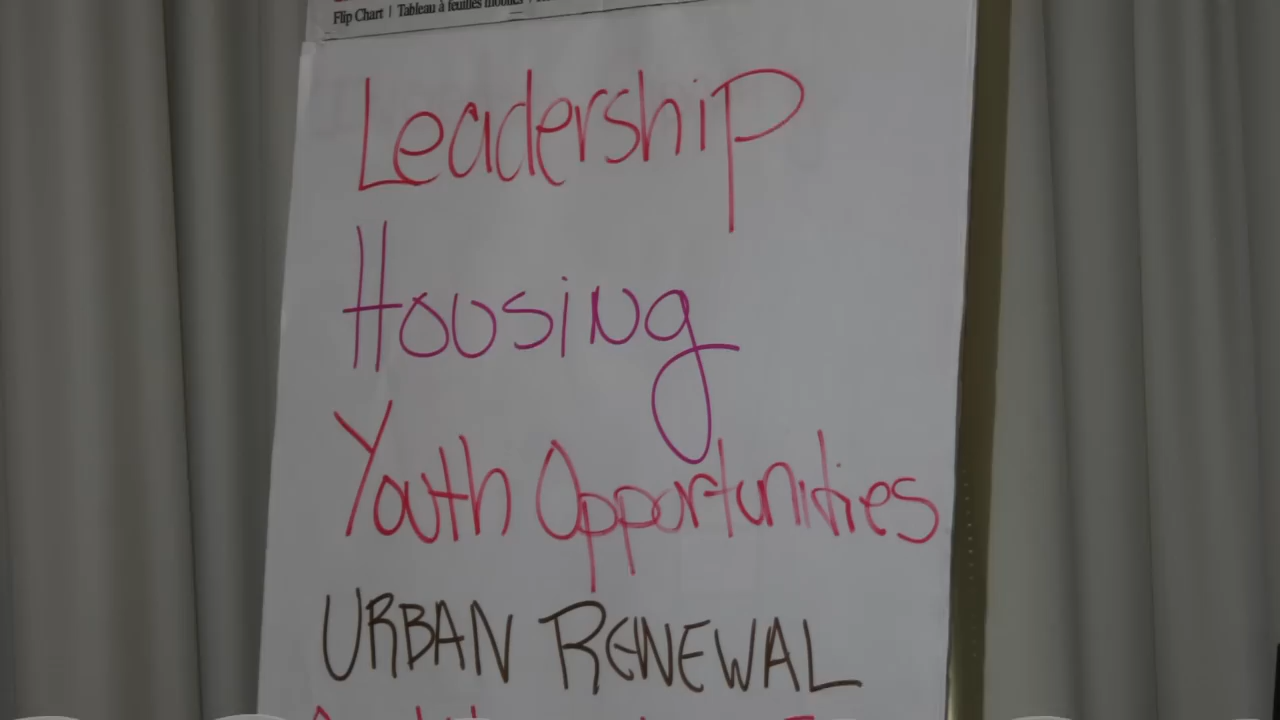 Flip Chart | Tableau à feuilles mobiles |
Leadership
Housing
Youth Opportunities
URBAN RENEWAL